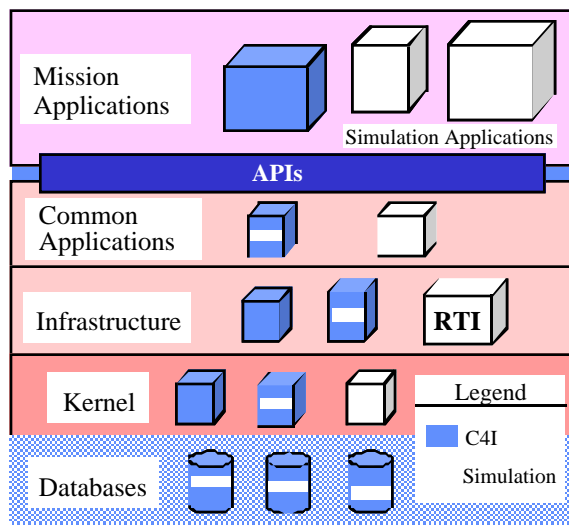 Mission
Applications
Simulation Applications
APIs
Common
Applications
Infrastructure
RTI
Kernel
Legend
C4I
Simulation
Databases